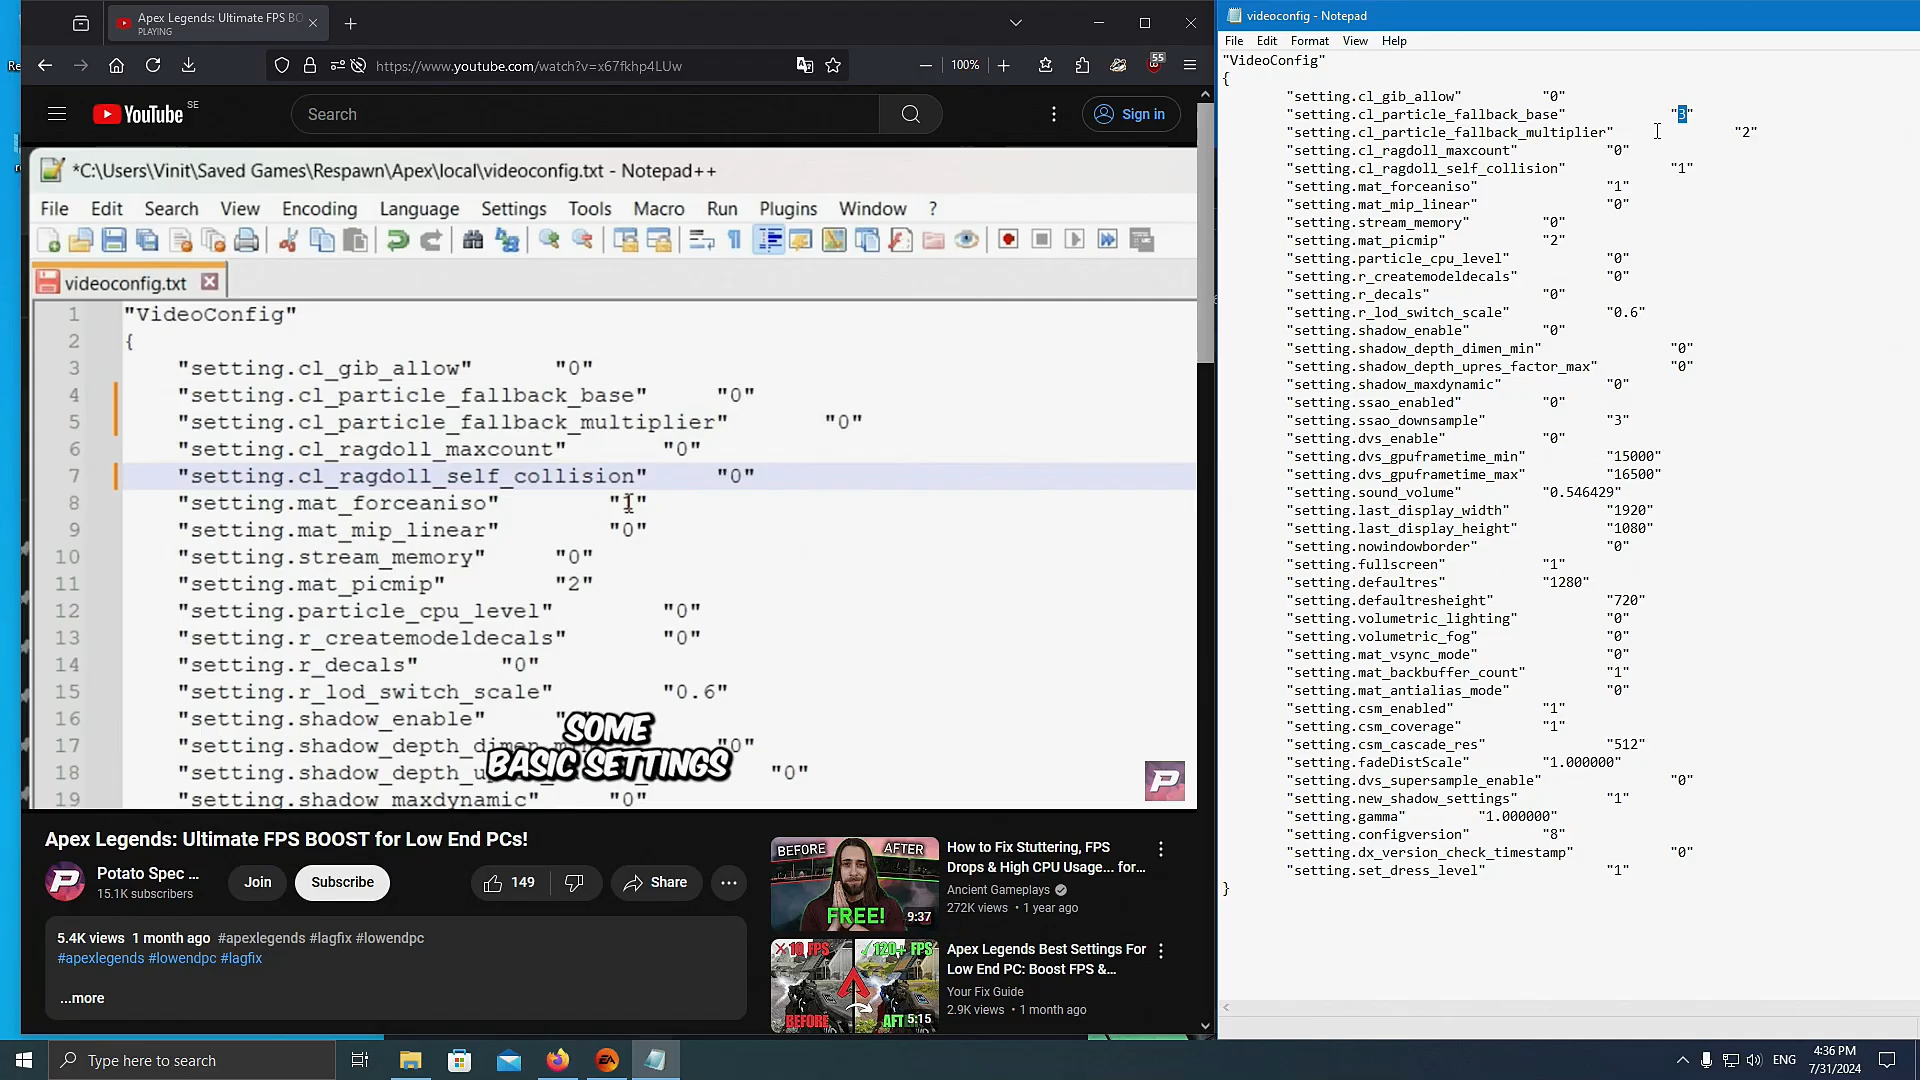 Apex Legends: Ultimate FPS BO
PLAYING
https://www.youtube.com/watch?v=x67fkhp4LUw
100%
55
YouTube SE
Search
Sign in
*C:\Users\Vinit\Saved Games\Respawn\Apex\local\videoconfig.txt - Notepad++
File Edit Search View Encoding Language Settings Tools Macro Run Plugins Window ?
videoconfig.txt
1 "VideoConfig"
2 {
3 "setting.cl_gib_allow" "0"
4 "setting.cl_particle_fallback_base" "0"
5 "setting.cl_particle_fallback_multiplier" "0"
6 "setting.cl_ragdoll_maxcount" "0"
7 "setting.cl_ragdoll_self_collision" "0"
8 "setting.mat_forceaniso" "1"
9 "setting.mat_mip_linear" "0"
10 "setting.stream_memory" "0"
11 "setting.mat_picmip" "2"
12 "setting.particle_cpu_level" "0"
13 "setting.r_createmodeldecals" "0"
14 "setting.r_decals" "0"
15 "setting.r_lod_switch_scale" "0.6"
16 "setting.shadow_enable"
17 "setting.shadow_depth_dimen_min" "0"
18 "setting.shadow_depth_u "0"
19 "setting.shadow_maxdynamic" "0"
SOME
BASIC SETTINGS
P
Apex Legends: Ultimate FPS BOOST for Low End PCs!
Potato Spec ...
15.1K subscribers
Join
Subscribe
149
Share
5.4K views 1 month ago #apexlegends #lagfix #lowendpc
#apexlegends #lowendpc #lagfix
...more
BEFORE AFTER
FREE!
9:37
How to Fix Stuttering, FPS
Drops & High CPU Usage... for...
Ancient Gameplays
272K views • 1 year ago
120+ FPS
BEFORE
5:15
Apex Legends Best Settings For
Low End PC: Boost FPS &...
Your Fix Guide
2.9K views • 1 month ago
videoconfig - Notepad
File Edit Format View Help
"VideoConfig"
{
"setting.cl_gib_allow" "0"
"setting.cl_particle_fallback_base" "3"
"setting.cl_particle_fallback_multiplier" "2"
"setting.cl_ragdoll_maxcount" "0"
"setting.cl_ragdoll_self_collision" "1"
"setting.mat_forceaniso" "1"
"setting.mat_mip_linear" "0"
"setting.stream_memory" "0"
"setting.mat_picmip" "2"
"setting.particle_cpu_level" "0"
"setting.r_createmodeldecals" "0"
"setting.r_decals" "0"
"setting.r_lod_switch_scale" "0.6"
"setting.shadow_enable" "0"
"setting.shadow_depth_dimen_min" "0"
"setting.shadow_depth_upres_factor_max" "0"
"setting.shadow_maxdynamic" "0"
"setting.ssao_enabled" "0"
"setting.ssao_downsample" "3"
"setting.dvs_enable" "0"
"setting.dvs_gpuframetime_min" "15000"
"setting.dvs_gpuframetime_max" "16500"
"setting.sound_volume" "0.546429"
"setting.last_display_width" "1920"
"setting.last_display_height" "1080"
"setting.nowindowborder" "0"
"setting.fullscreen" "1"
"setting.defaultres" "1280"
"setting.defaultresheight" "720"
"setting.volumetric_lighting" "0"
"setting.volumetric_fog" "0"
"setting.mat_vsync_mode" "0"
"setting.mat_backbuffer_count" "1"
"setting.mat_antialias_mode" "0"
"setting.csm_enabled" "1"
"setting.csm_coverage" "1"
"setting.csm_cascade_res" "512"
"setting.fadeDistScale" "1.000000"
"setting.dvs_supersample_enable" "0"
"setting.new_shadow_settings" "1"
"setting.gamma" "1.000000"
"setting.configversion" "8"
"setting.dx_version_check_timestamp" "0"
"setting.set_dress_level" "1"
}
Type here to search
EA
ENG
4:36 PM
7/31/2024